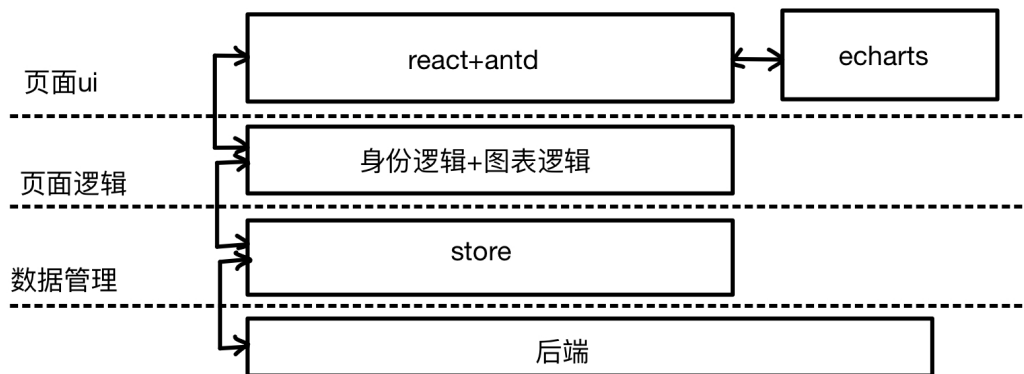 react+antd
echarts
页面ui
身份逻辑+图表逻辑
页面逻辑
store
数据管理
后端